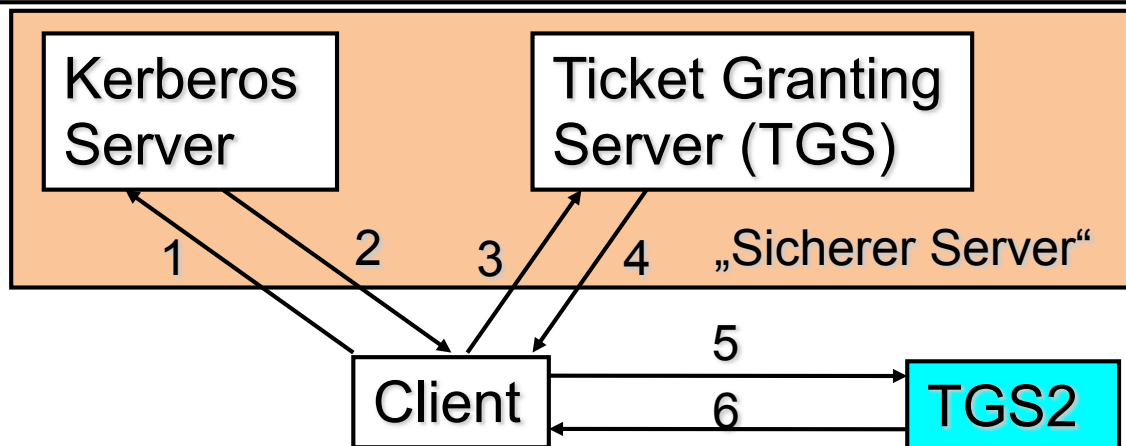 Kerberos
Server
Ticket Granting
Server (TGS)
1
2
3
4
„Sicherer Server“
5
Client
6
TGS2